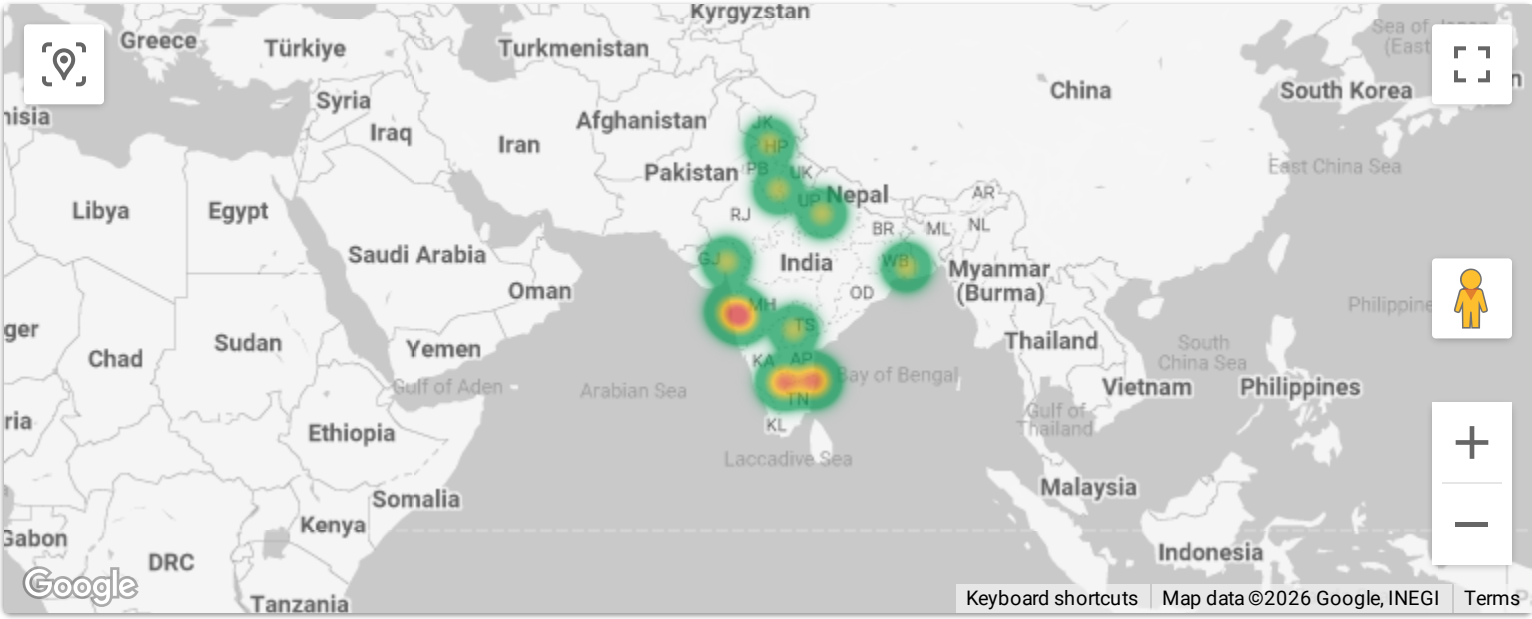 Kyrgyzstan
Greece
Türkiye
Turkmenistan
Sea of Japan
(East
China
South Korea
Syria
nisia
Afghanistan
JK
Iraq
Iran
HP
East China Sea
Pakistan
PB
UK
Nepal
AR
UP
Libya
Egypt
RJ
BR
ML
NL
Saudi Arabia
GJ
India
WB
Myanmar
(Burma)
Oman
OD
MH
Philippine
ger
Sudan
TS
Thailand
South
China Sea
Chad
Yemen
KA
AP
Bay of Bengal
Gulf of Aden
Arabian Sea
Vietnam
Philippines
TN
Gulf of
Thailand
ria
KL
Ethiopia
Laccadive Sea
Malaysia
Somalia
Kenya
Gabon
Indonesia
DRC
Google
Tanzania
Keyboard shortcuts
Map data ©2026 Google, INEGI
Terms